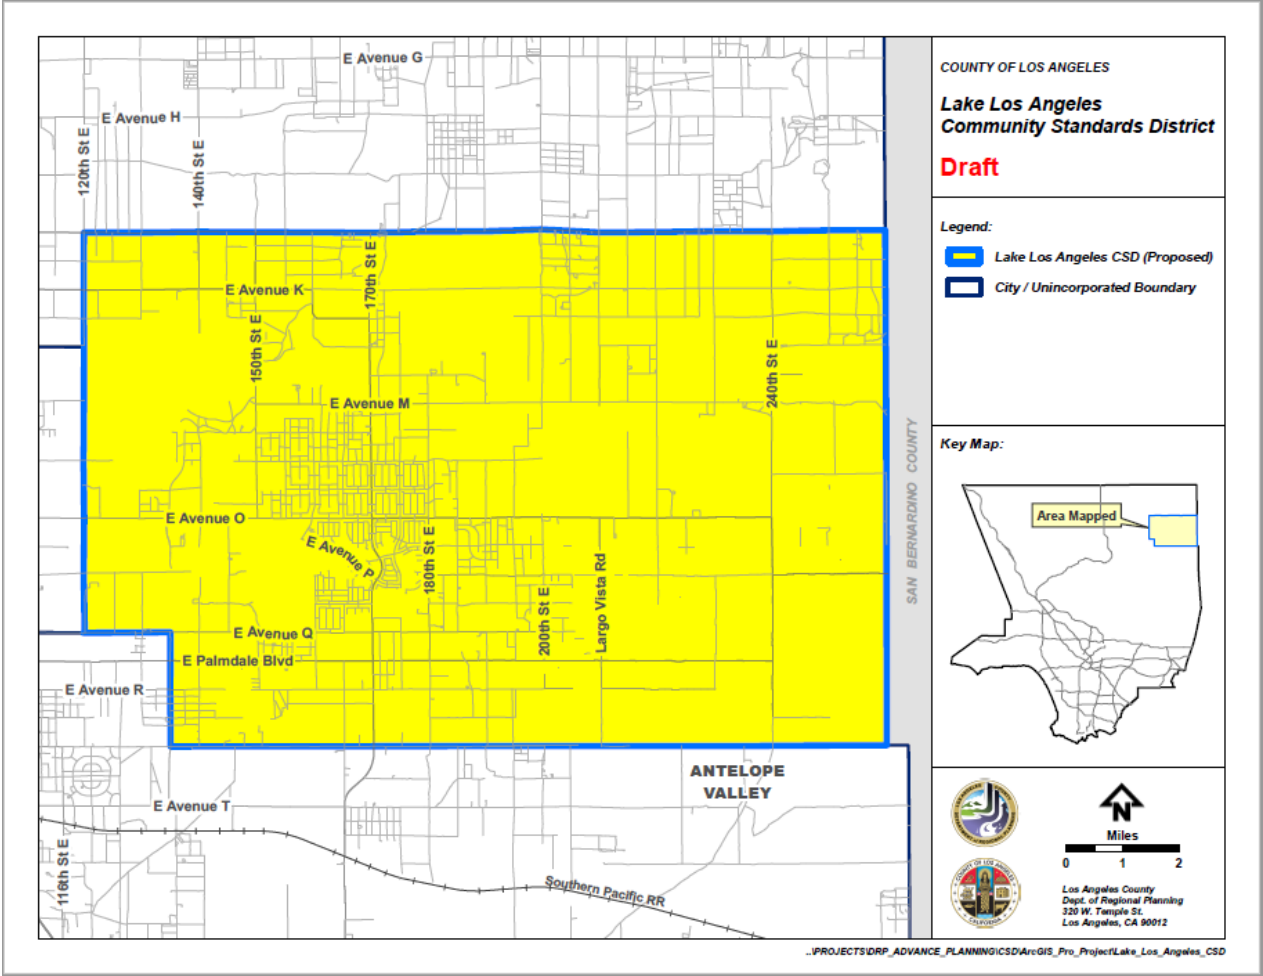 E Avenue G
E Avenue H
120th St E
140th St E
170th St E
E Avenue K
150th St E
240th St E
E Avenue M
E Avenue O
E Avenue P
180th St E
200th St E
Largo Vista Rd
E Avenue Q
E Palmdale Blvd
E Avenue R
ANTELOPE
VALLEY
E Avenue T
116th St E
Southern Pacific RR
SAN BERNARDINO COUNTY
COUNTY OF LOS ANGELES
Lake Los Angeles
Community Standards District
Draft
Legend:
Lake Los Angeles CSD (Proposed)
City / Unincorporated Boundary
Key Map:
Area Mapped
N
Miles
0 1 2
Los Angeles County
Dept. of Regional Planning
320 W. Temple St.
Los Angeles, CA 90012
..\PROJECTS\DRP_ADVANCE_PLANNING\CSD\ArcGIS_Pro_Project\Lake_Los_Angeles_CSD